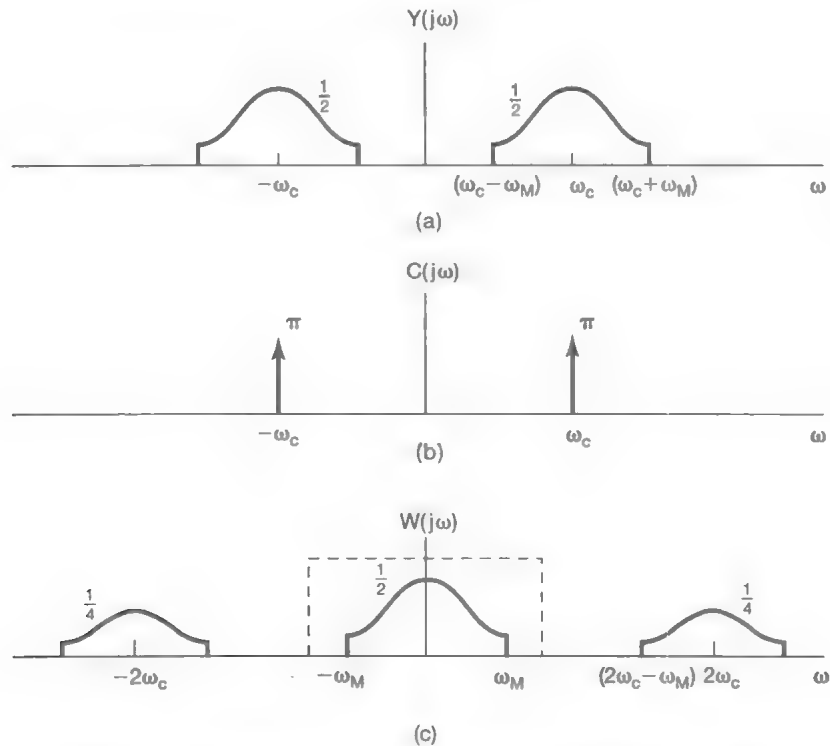 Y(jω)
1/2
1/2
−ω_c
(ω_c − ω_M)
ω_c
(ω_c + ω_M)
ω
(a)
C(jω)
π
π
−ω_c
ω_c
ω
(b)
W(jω)
1/4
1/2
1/4
−2ω_c
−ω_M
ω_M
(2ω_c − ω_M)
2ω_c
ω
(c)